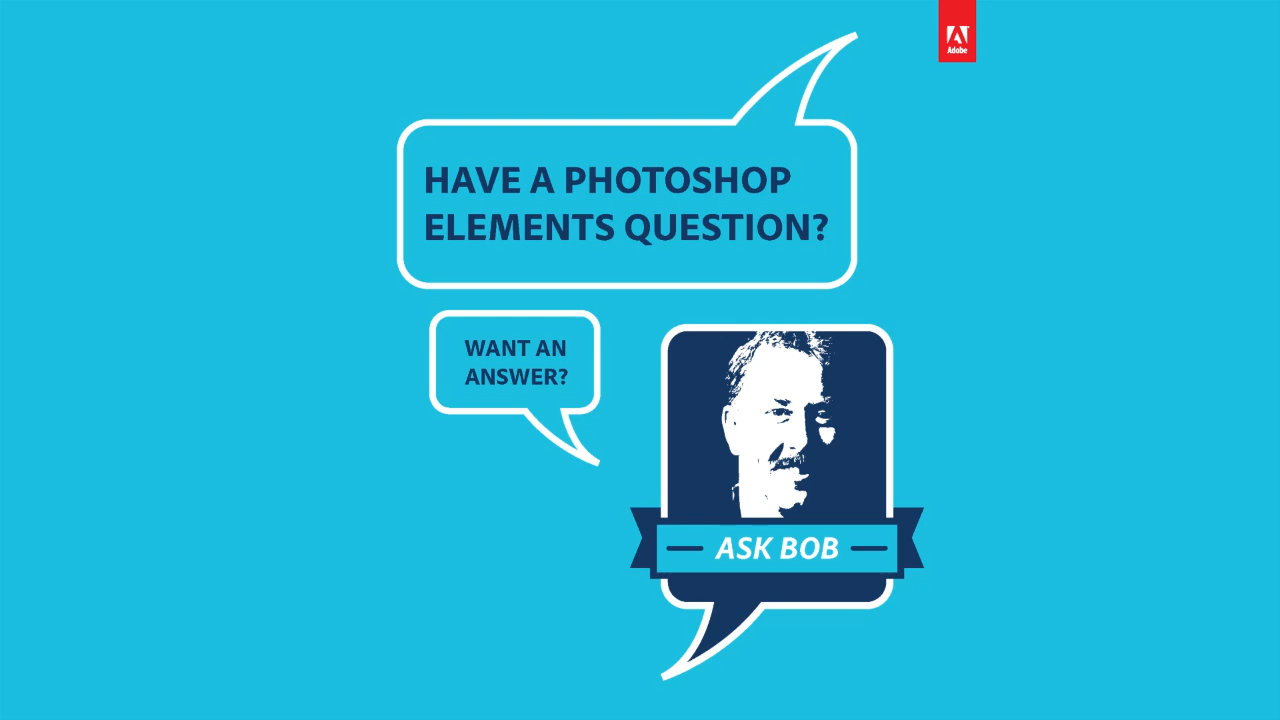 Adobe
HAVE A PHOTOSHOP
ELEMENTS QUESTION?
WANT AN
ANSWER?
ASK BOB